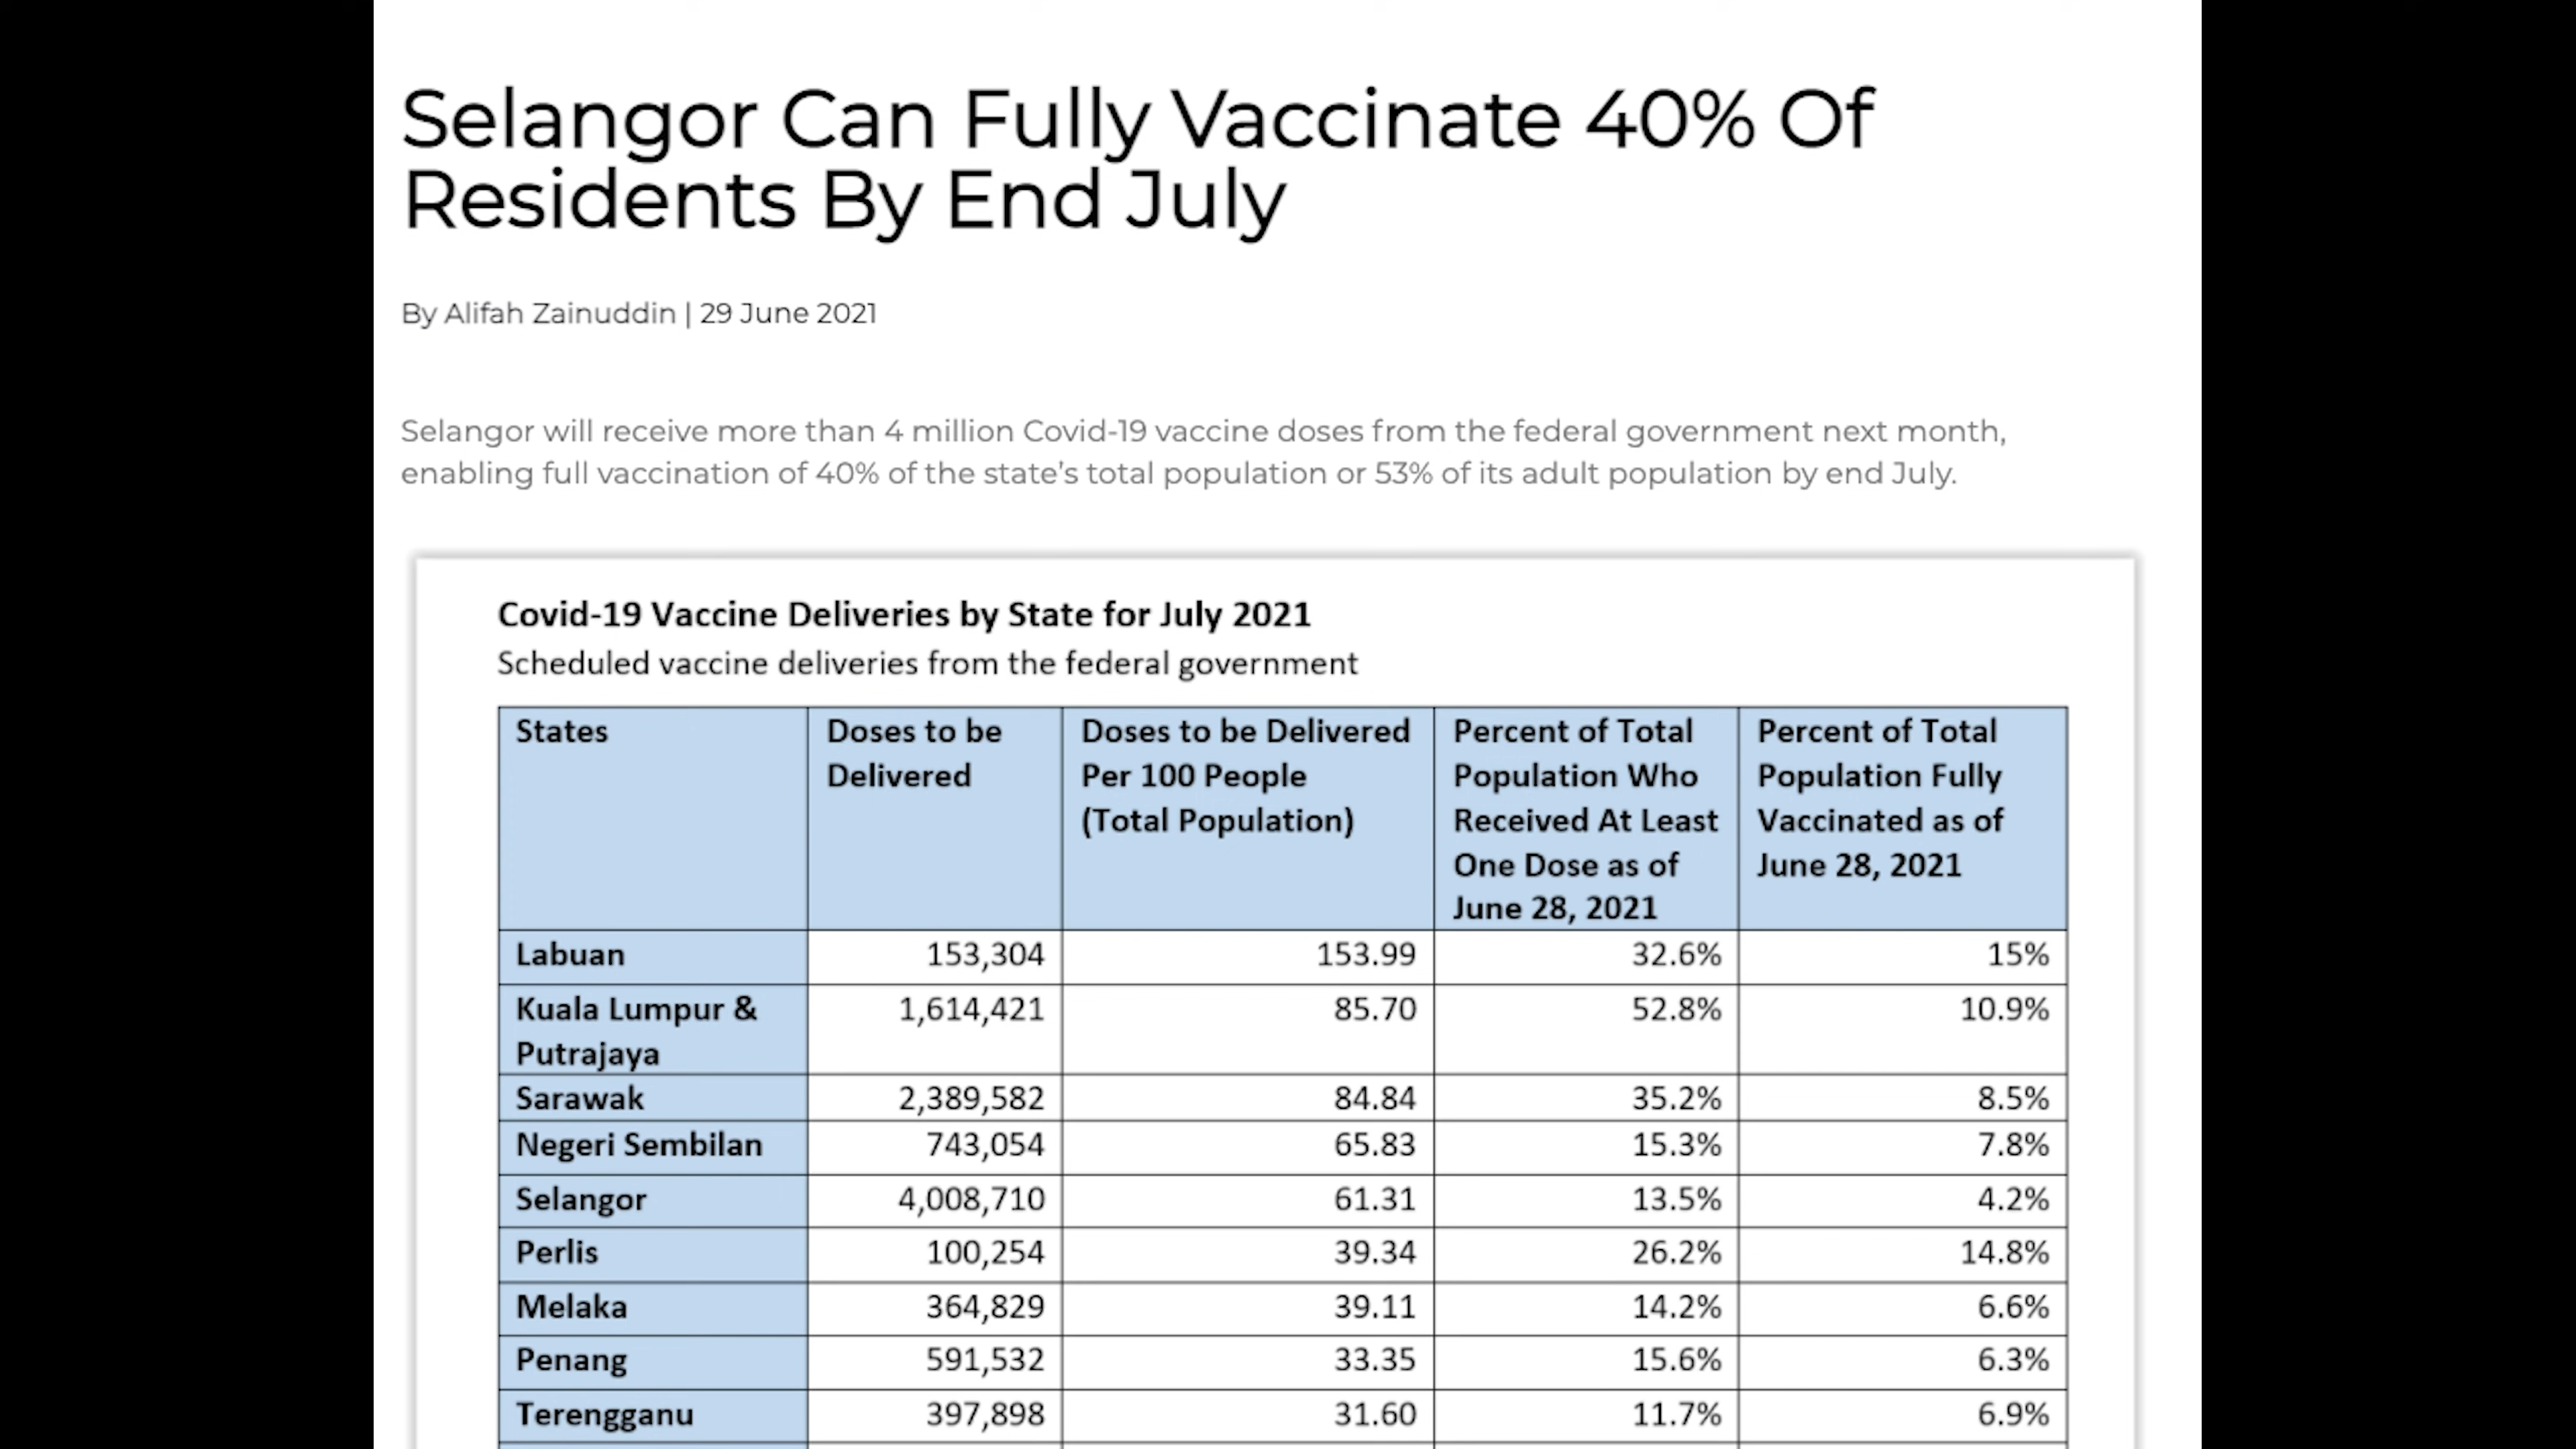 Selangor Can Fully Vaccinate 40% Of
Residents By End July
By Alifah Zainuddin | 29 June 2021
Selangor will receive more than 4 million Covid-19 vaccine doses from the federal government next month,
enabling full vaccination of 40% of the state's total population or 53% of its adult population by end July.
Covid-19 Vaccine Deliveries by State for July 2021
Scheduled vaccine deliveries from the federal government
States
Doses to be
Delivered
Doses to be Delivered
Per 100 People
(Total Population)
Percent of Total
Population Who
Received At Least
One Dose as of
June 28, 2021
Percent of Total
Population Fully
Vaccinated as of
June 28, 2021
Labuan 153,304 153.99 32.6% 15%
Kuala Lumpur & 1,614,421 85.70 52.8% 10.9%
Putrajaya
Sarawak 2,389,582 84.84 35.2% 8.5%
Negeri Sembilan 743,054 65.83 15.3% 7.8%
Selangor 4,008,710 61.31 13.5% 4.2%
Perlis 100,254 39.34 26.2% 14.8%
Melaka 364,829 39.11 14.2% 6.6%
Penang 591,532 33.35 15.6% 6.3%
Terengganu 397,898 31.60 11.7% 6.9%